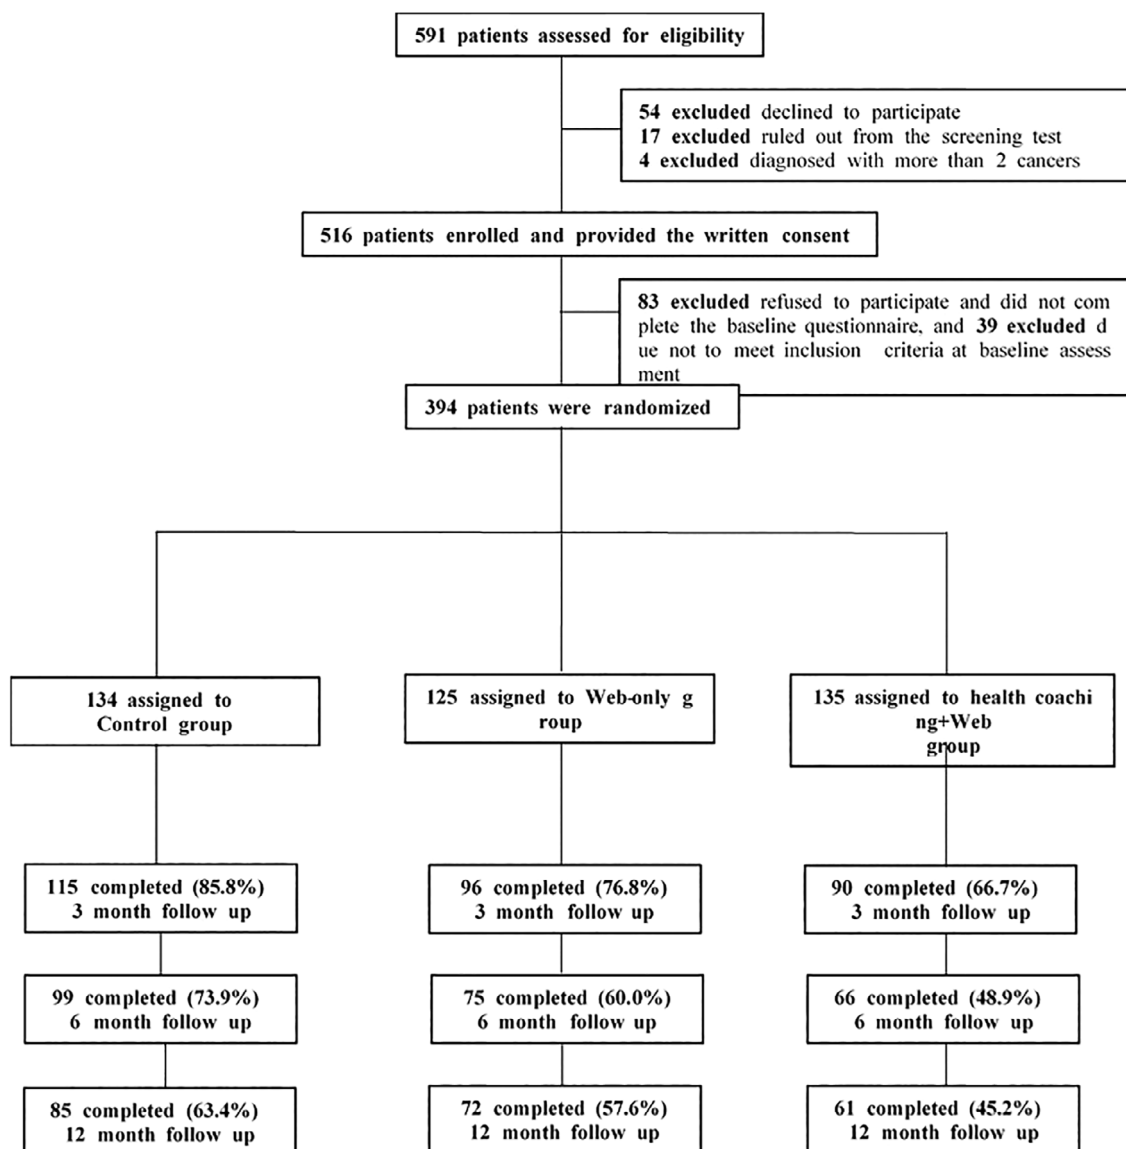 591 patients assessed for eligibility
54 excluded declined to participate
17 excluded ruled out from the screening test
4 excluded diagnosed with more than 2 cancers
516 patients enrolled and provided the written consent
83 excluded refused to participate and did not com
plete the baseline questionnaire, and 39 excluded d
ue not to meet inclusion criteria at baseline assess
ment
394 patients were randomized
134 assigned to
Control group
125 assigned to Web-only g
roup
135 assigned to health coachi
ng+Web
group
115 completed (85.8%)
3 month follow up
96 completed (76.8%)
3 month follow up
90 completed (66.7%)
3 month follow up
99 completed (73.9%)
6 month follow up
75 completed (60.0%)
6 month follow up
66 completed (48.9%)
6 month follow up
85 completed (63.4%)
12 month follow up
72 completed (57.6%)
12 month follow up
61 completed (45.2%)
12 month follow up